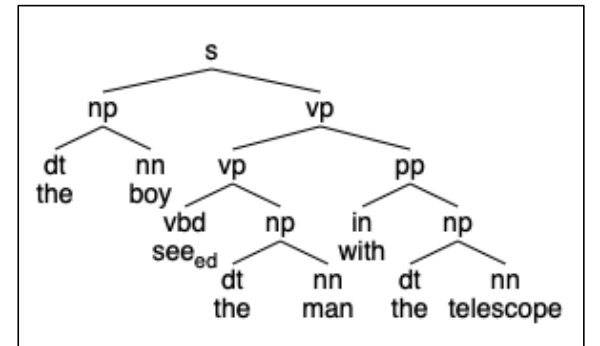 s
np vp
dt nn vp pp
the boy vbd np in np
see_ed dt nn with dt nn
the man the telescope